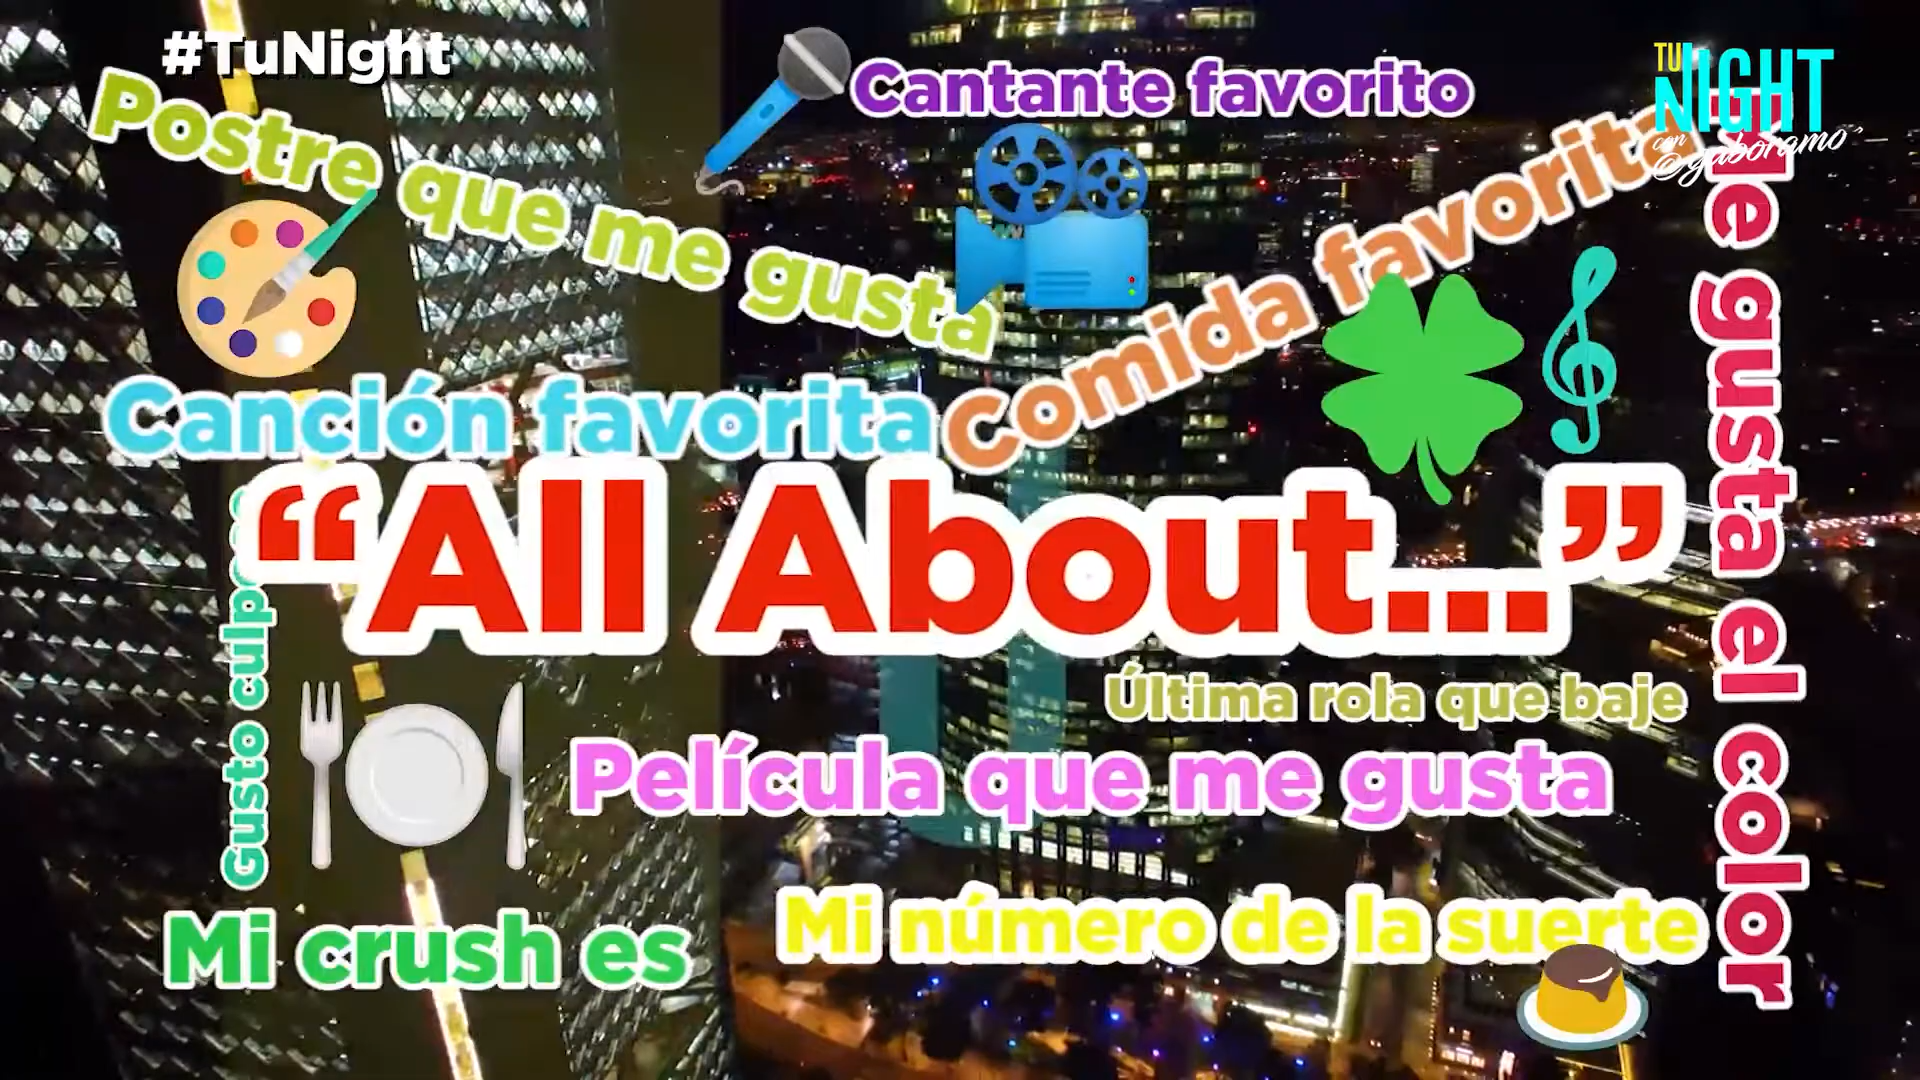 #TuNight
TU
NIGHT
con
@gaboramo
Cantante favorito
Postre que me gusta
Comida favorita
Me gusta el color
Canción favorita
“All About...”
Gusto
Última rola que baje
Película que me gusta
Mi crush es
Mi número de la suerte